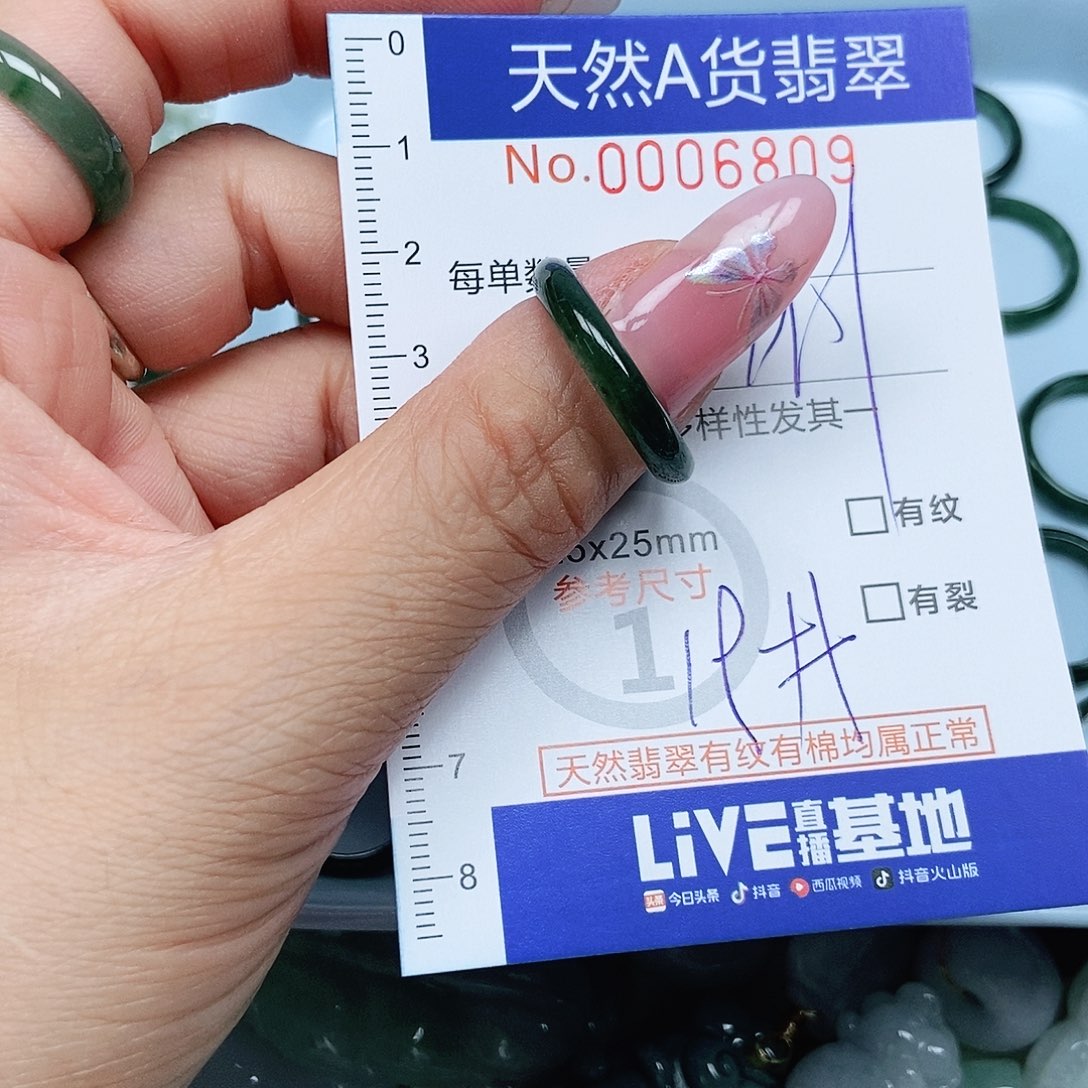 天然A货翡翠
No.0006809
每单数量
样性发其一
有纹
x25mm
参考尺寸
有裂
1
天然翡翠有纹有棉均属正常
LiVE直播基地
头条 今日头条 抖音 西瓜视频 抖音火山版
0
1
2
3
7
8